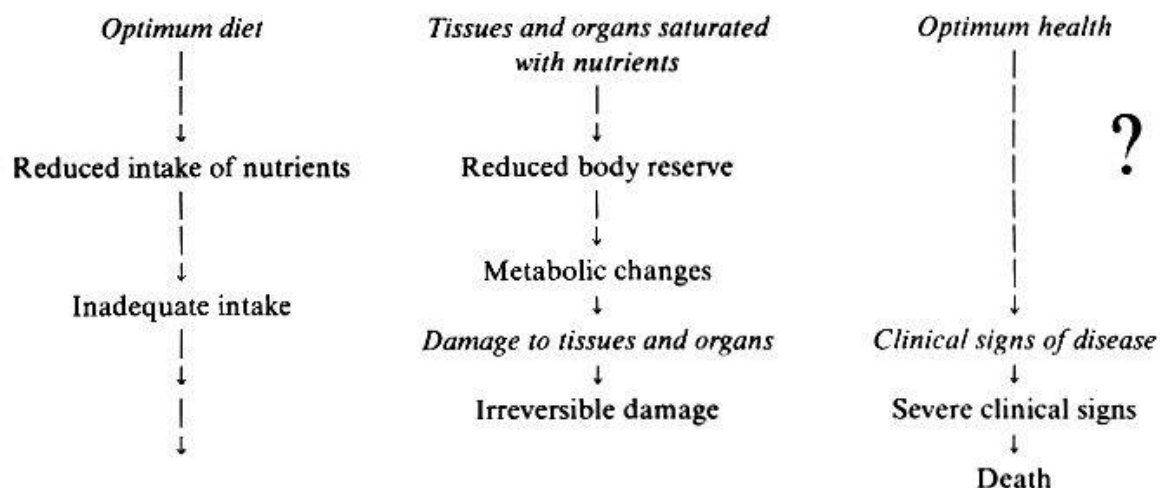 Optimum diet
Tissues and organs saturated
with nutrients
Optimum health
?
Reduced intake of nutrients
Reduced body reserve
Metabolic changes
Inadequate intake
Damage to tissues and organs
Clinical signs of disease
Irreversible damage
Severe clinical signs
Death